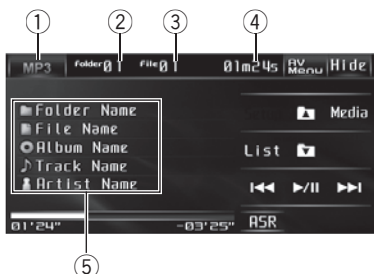 ① ② ③ ④
MP3 folder 01 File 01 01m24s AV Menu Hide
Folder Name
File Name
Album Name
Track Name
Artist Name
Media
List
01'24" -03'25" ASR
⑤